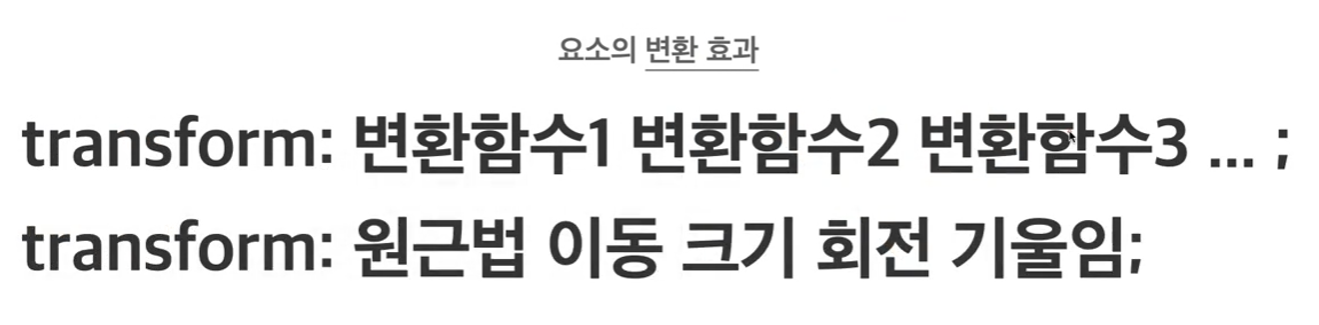 요소의 변환 효과
transform: 변환함수1 변환함수2 변환함수3 ... ;
transform: 원근법 이동 크기 회전 기울임;